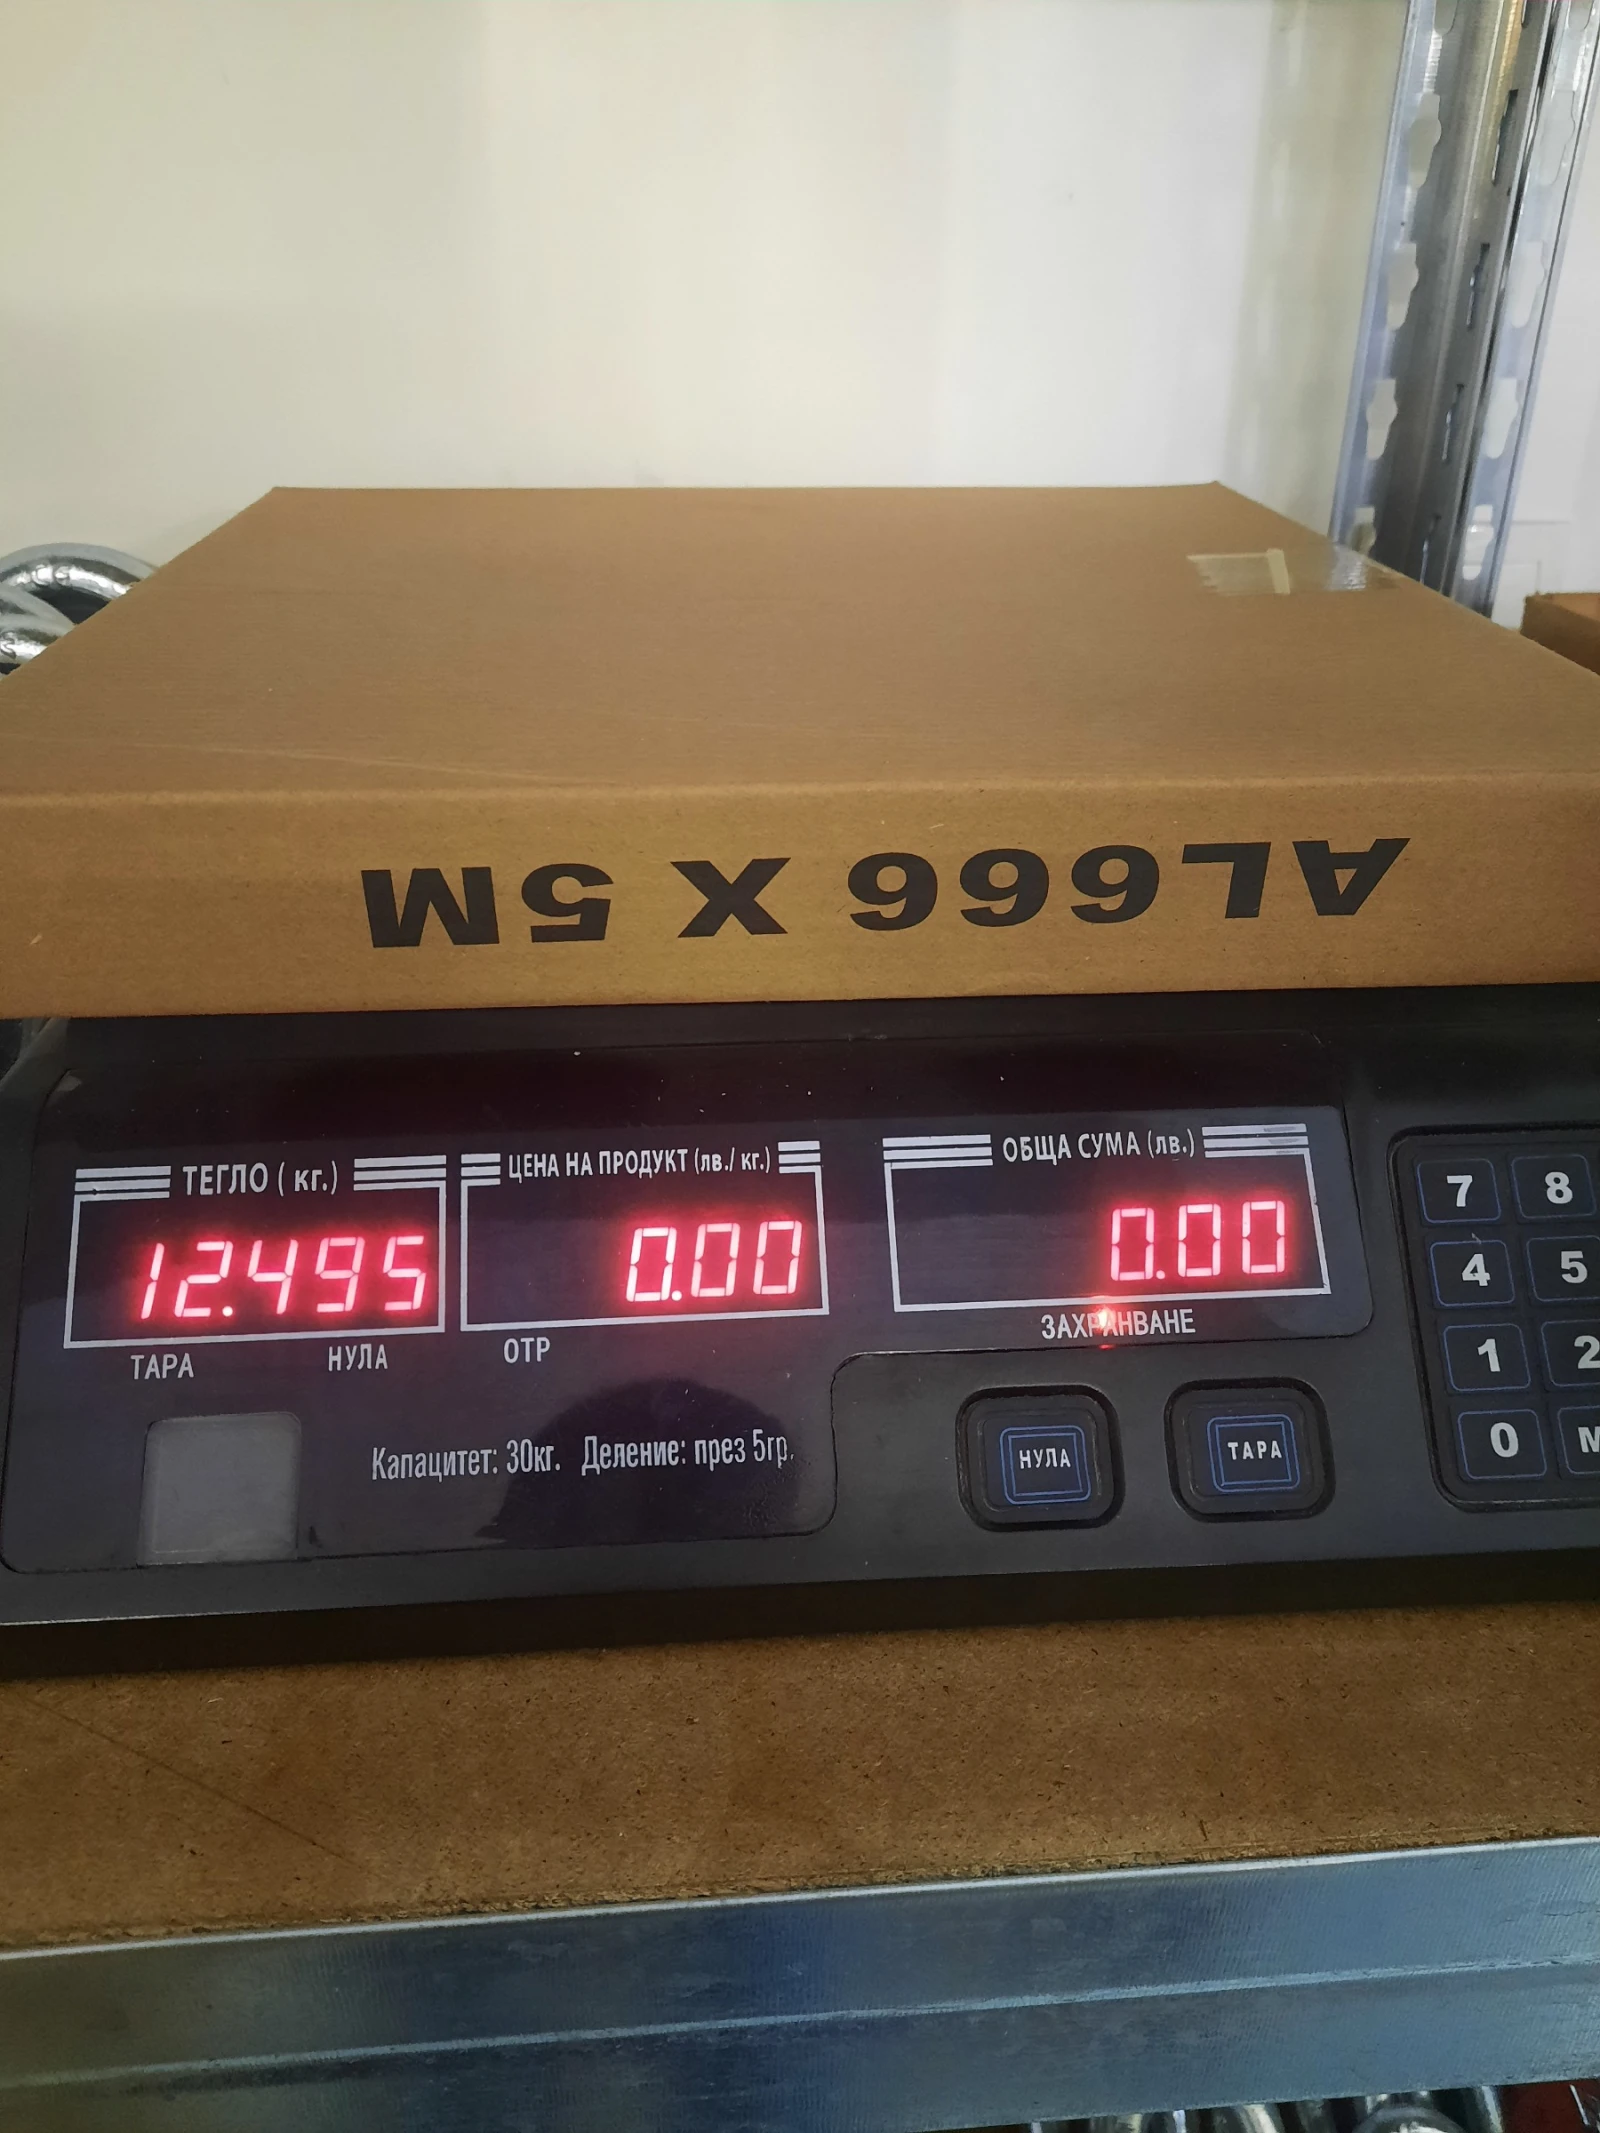 AL666 X 5M
ТЕГЛО ( кг.)
ЦЕНА НА ПРОДУКТ (лв./ кг.)
ОБЩА СУМА (лв.)
12.495
0.00
0.00
ТАРА
НУЛА
ОТР
ЗАХРАНВАНЕ
Капацитет: 30кг. Деление: през 5гр.
НУЛА
ТАРА
7 8
4 5
1 2
0 M